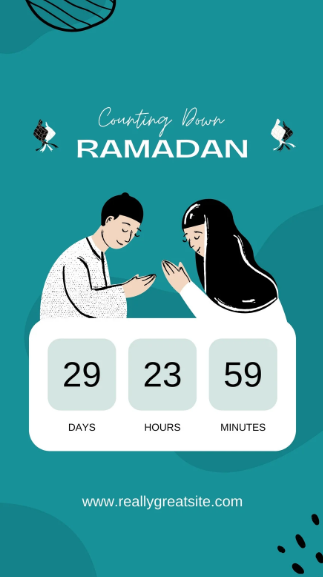 Counting Down
RAMADAN
29 23 59
DAYS HOURS MINUTES
www.reallygreatsite.com